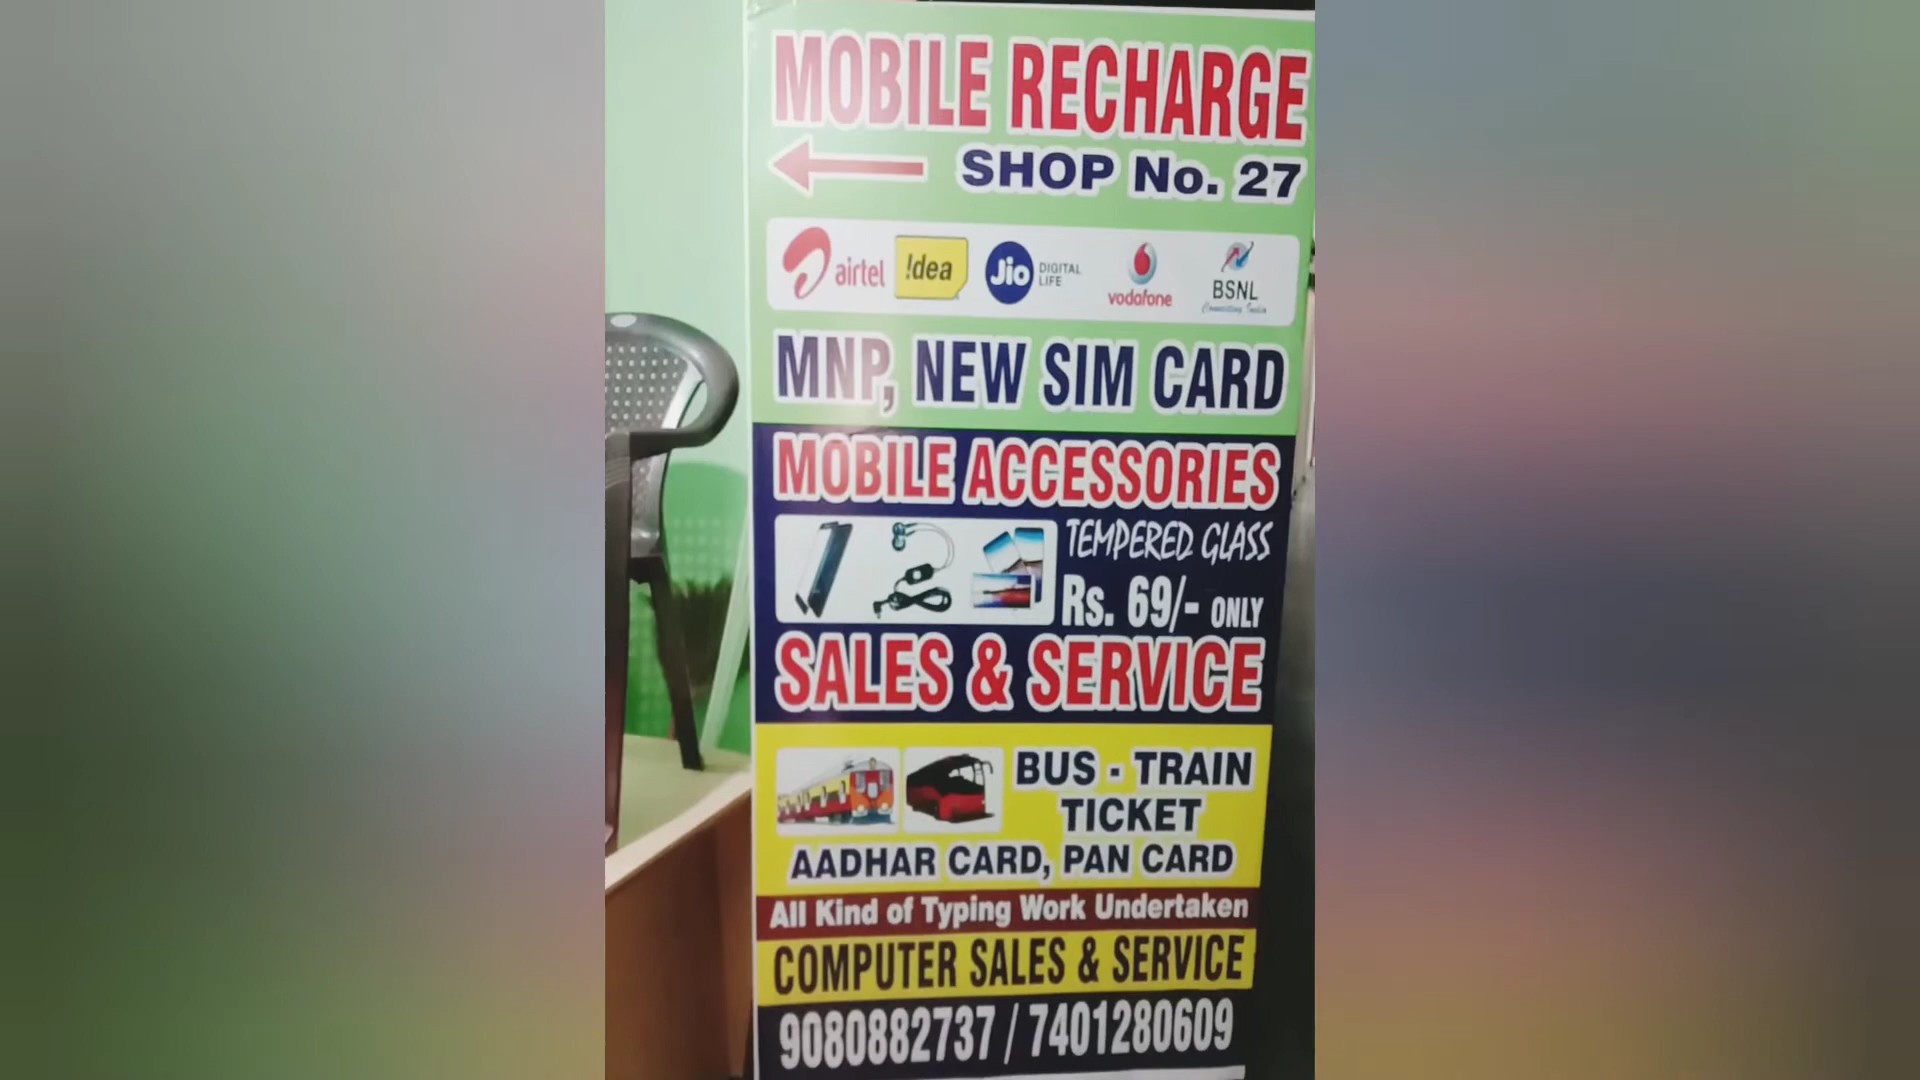 MOBILE RECHARGE
SHOP No. 27
airtel !dea Jio DIGITAL LIFE vodafone BSNL Connecting India
MNP, NEW SIM CARD
MOBILE ACCESSORIES
TEMPERED GLASS
Rs. 69/- ONLY
SALES & SERVICE
BUS - TRAIN
TICKET
AADHAR CARD, PAN CARD
All Kind of Typing Work Undertaken
COMPUTER SALES & SERVICE
9080882737 / 7401280609